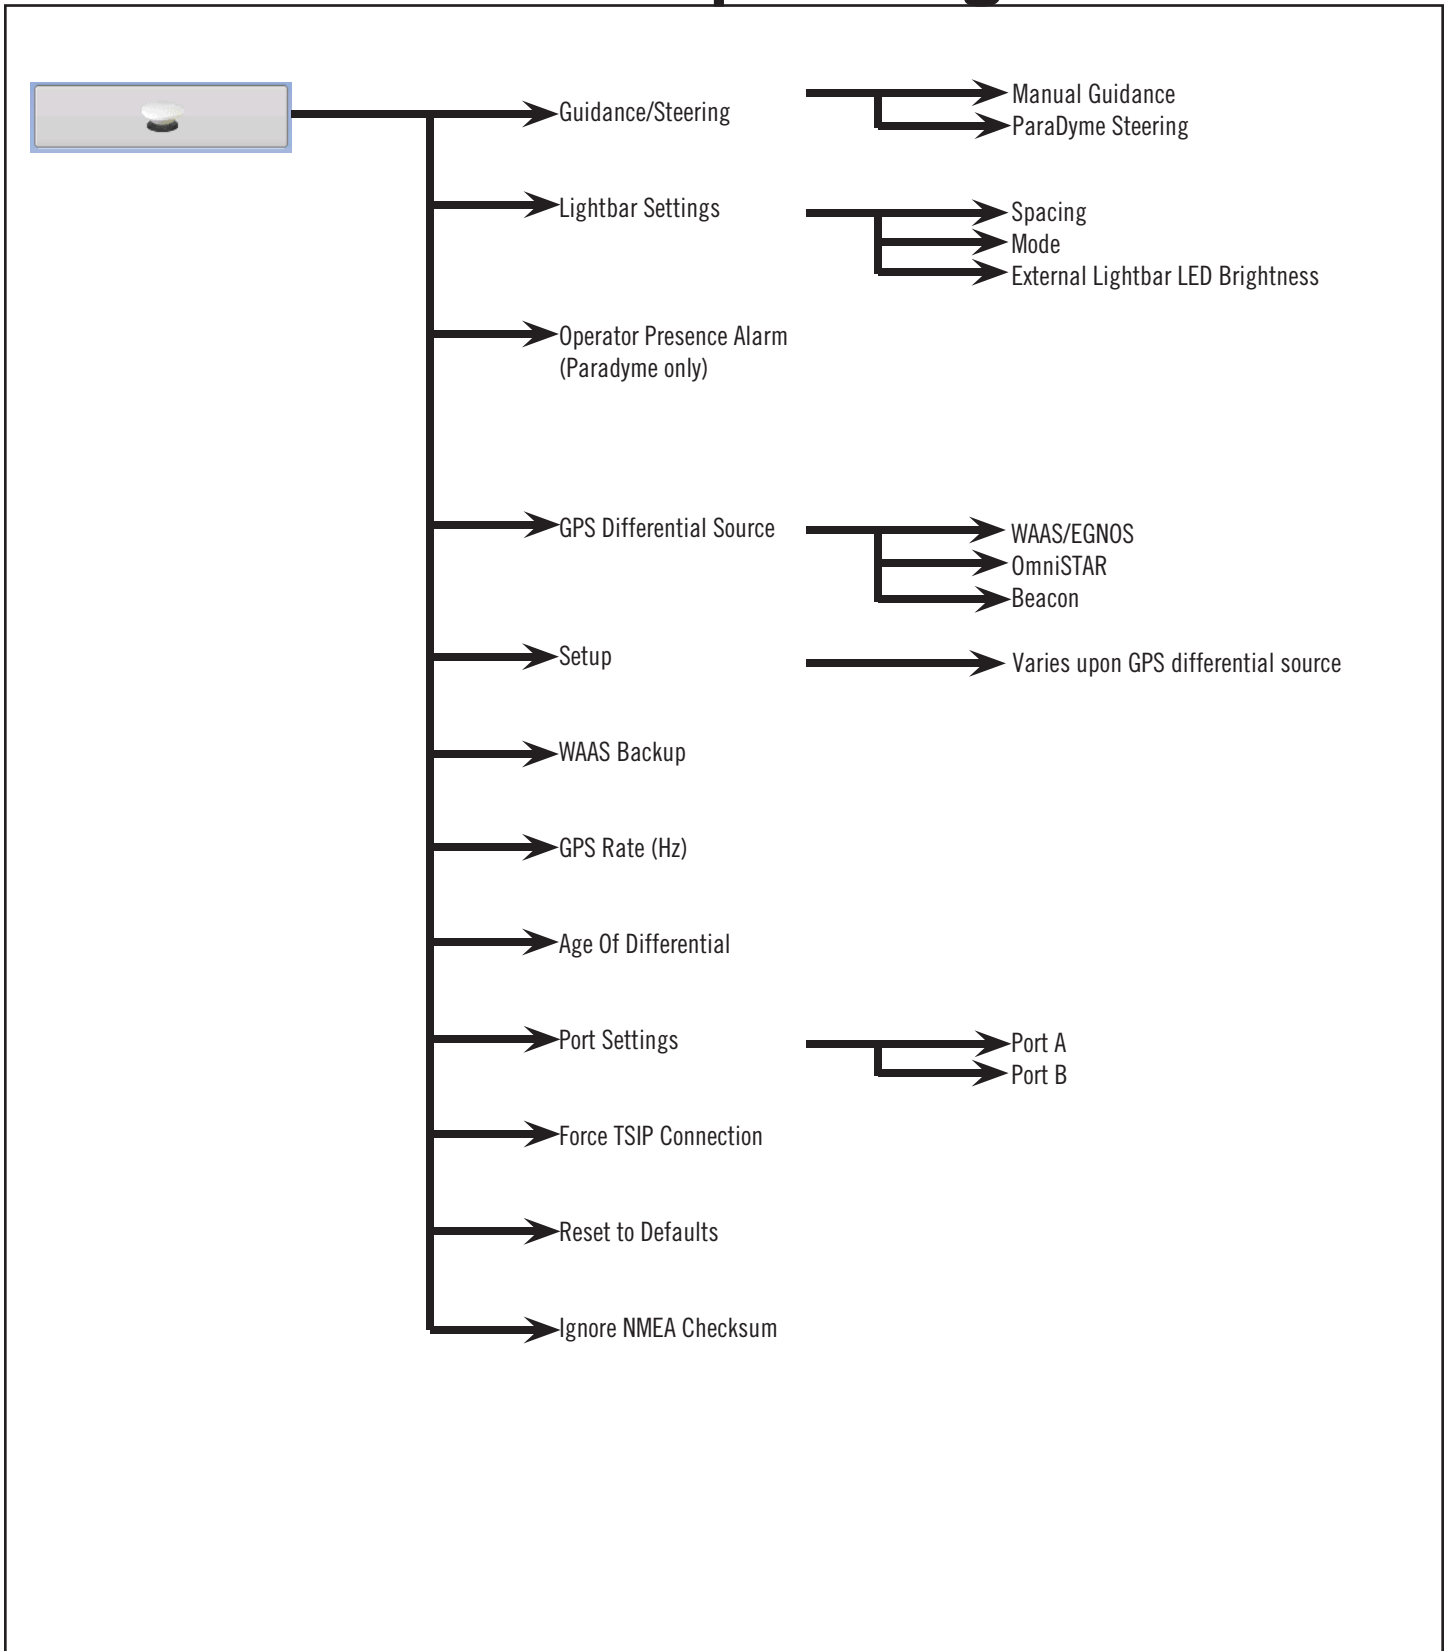 Guidance/Steering
Manual Guidance
ParaDyme Steering
Lightbar Settings
Spacing
Mode
External Lightbar LED Brightness
Operator Presence Alarm
(Paradyme only)
GPS Differential Source
WAAS/EGNOS
OmniSTAR
Beacon
Setup
Varies upon GPS differential source
WAAS Backup
GPS Rate (Hz)
Age Of Differential
Port Settings
Port A
Port B
Force TSIP Connection
Reset to Defaults
Ignore NMEA Checksum